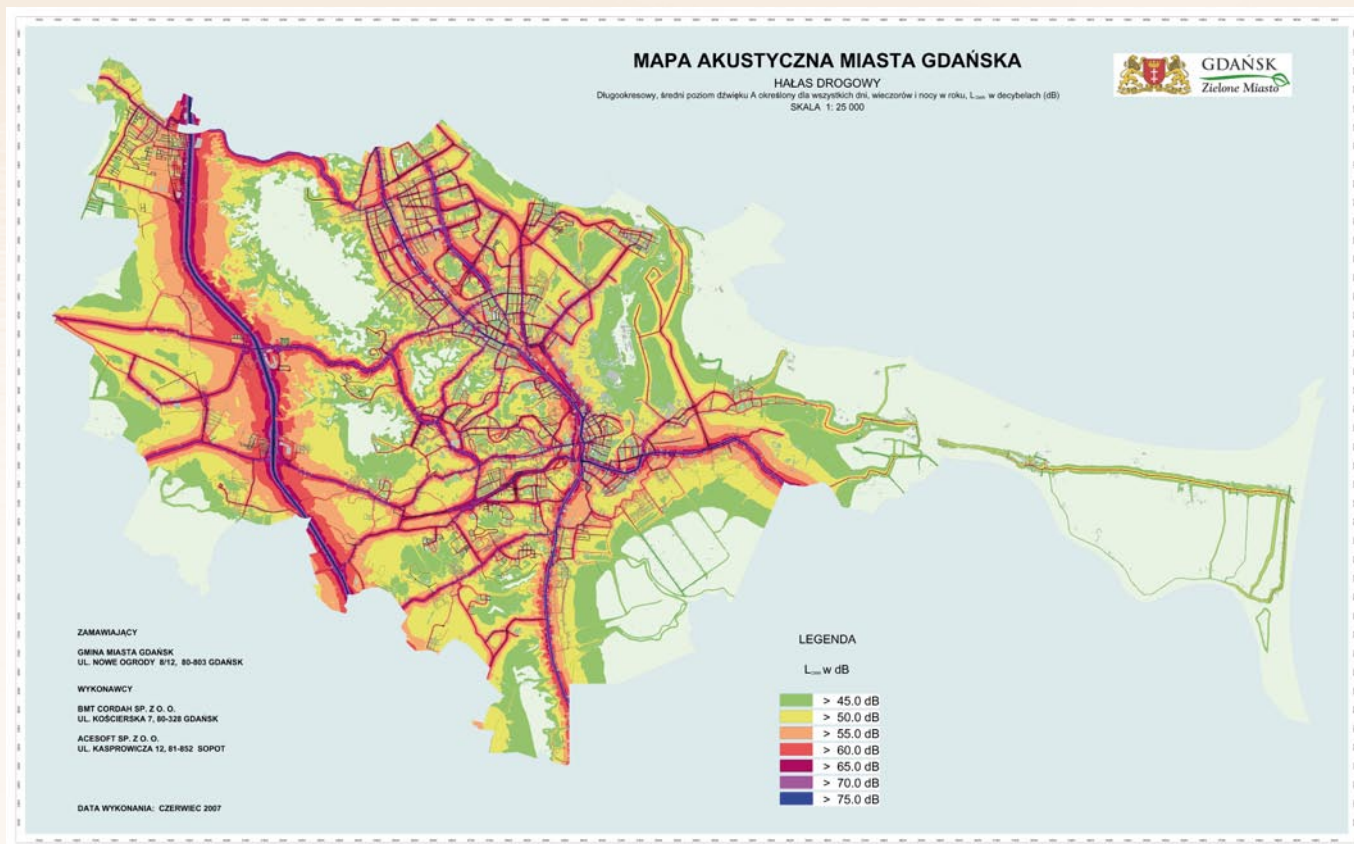 MAPA AKUSTYCZNA MIASTA GDAŃSKA
HAŁAS DROGOWY
Długookresowy, średni poziom dźwięku A określony dla wszystkich dni, wieczorów i nocy w roku, L w decybelach (dB)
SKALA 1: 25 000
GDAŃSK
Zielone Miasto
ZAMAWIAJĄCY
GMINA MIASTA GDAŃSK
UL. NOWE OGRODY 8/12, 80-803 GDAŃSK
WYKONAWCY
BMT CORDAH SP. Z O. O.
UL. KOŚCIERSKA 7, 80-328 GDAŃSK
ACESOFT SP. Z O. O.
UL. KASPROWICZA 12, 81-852 SOPOT
DATA WYKONANIA: CZERWIEC 2007
LEGENDA
L w dB
> 45.0 dB
> 50.0 dB
> 55.0 dB
> 60.0 dB
> 65.0 dB
> 70.0 dB
> 75.0 dB